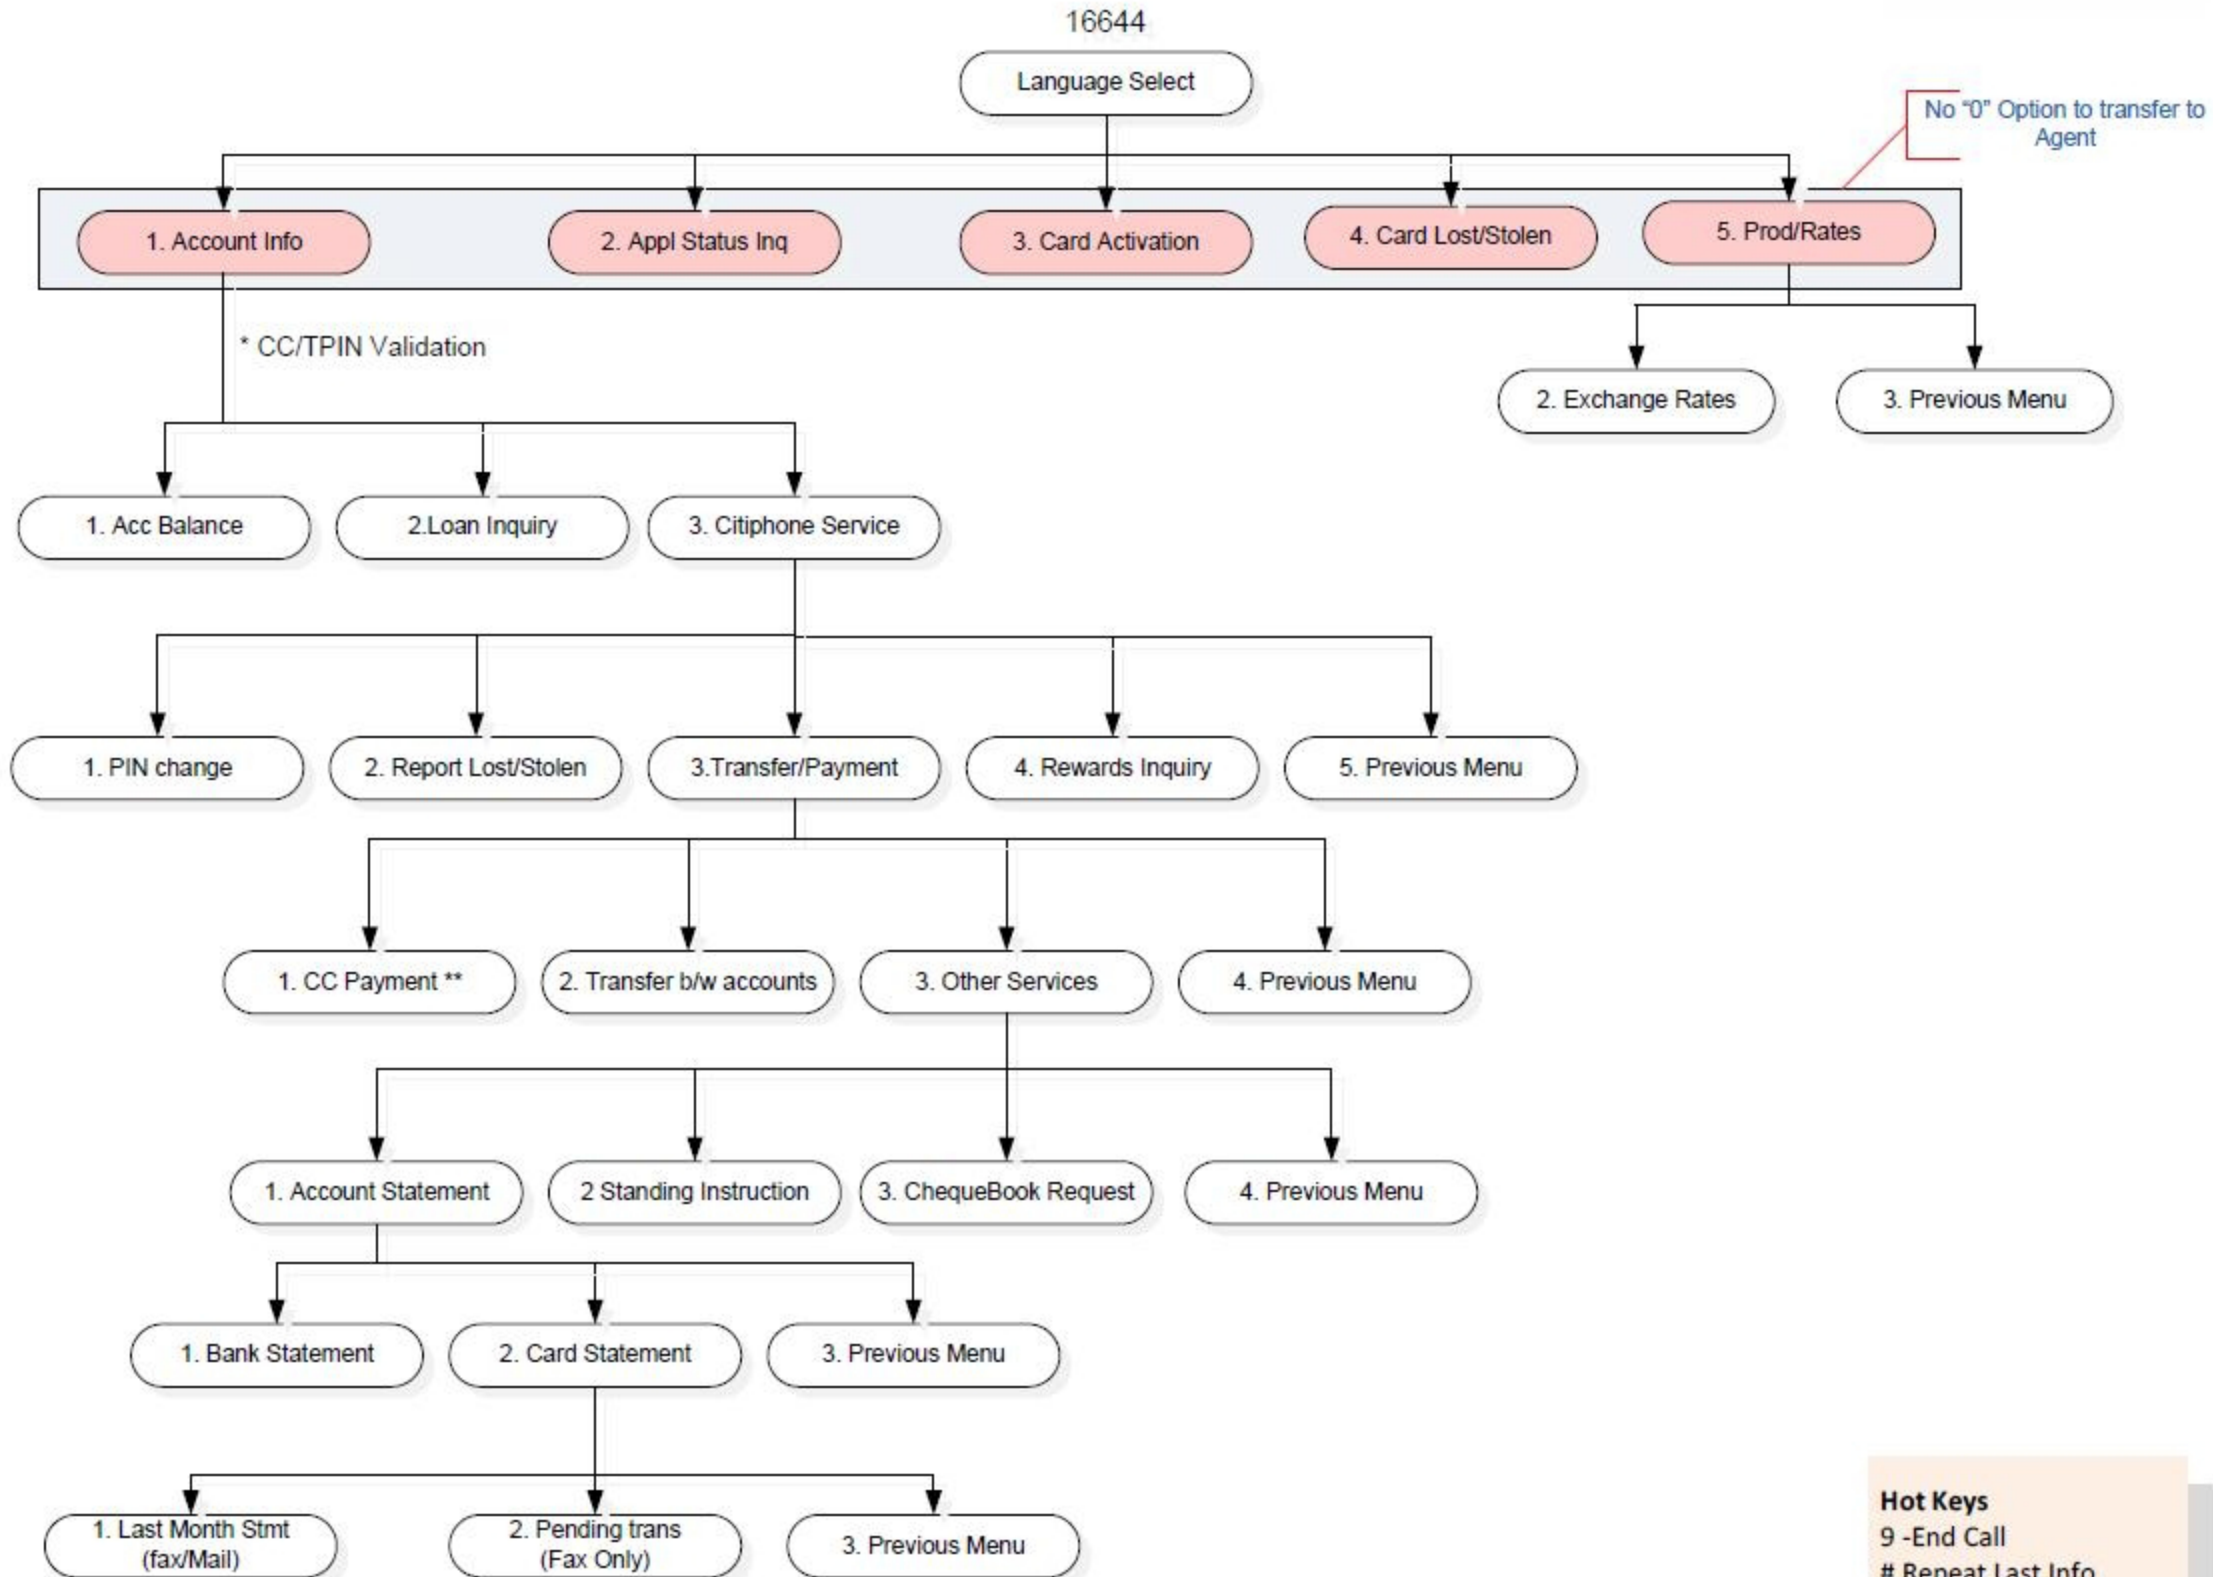 16644
Language Select
No “0” Option to transfer to
Agent
1. Account Info
2. Appl Status Inq
3. Card Activation
4. Card Lost/Stolen
5. Prod/Rates
* CC/TPIN Validation
2. Exchange Rates
3. Previous Menu
1. Acc Balance
2.Loan Inquiry
3. Citiphone Service
1. PIN change
2. Report Lost/Stolen
3.Transfer/Payment
4. Rewards Inquiry
5. Previous Menu
1. CC Payment **
2. Transfer b/w accounts
3. Other Services
4. Previous Menu
1. Account Statement
2 Standing Instruction
3. ChequeBook Request
4. Previous Menu
1. Bank Statement
2. Card Statement
3. Previous Menu
1. Last Month Stmt
(fax/Mail)
2. Pending trans
(Fax Only)
3. Previous Menu
Hot Keys
9 -End Call
# Repeat Last Info